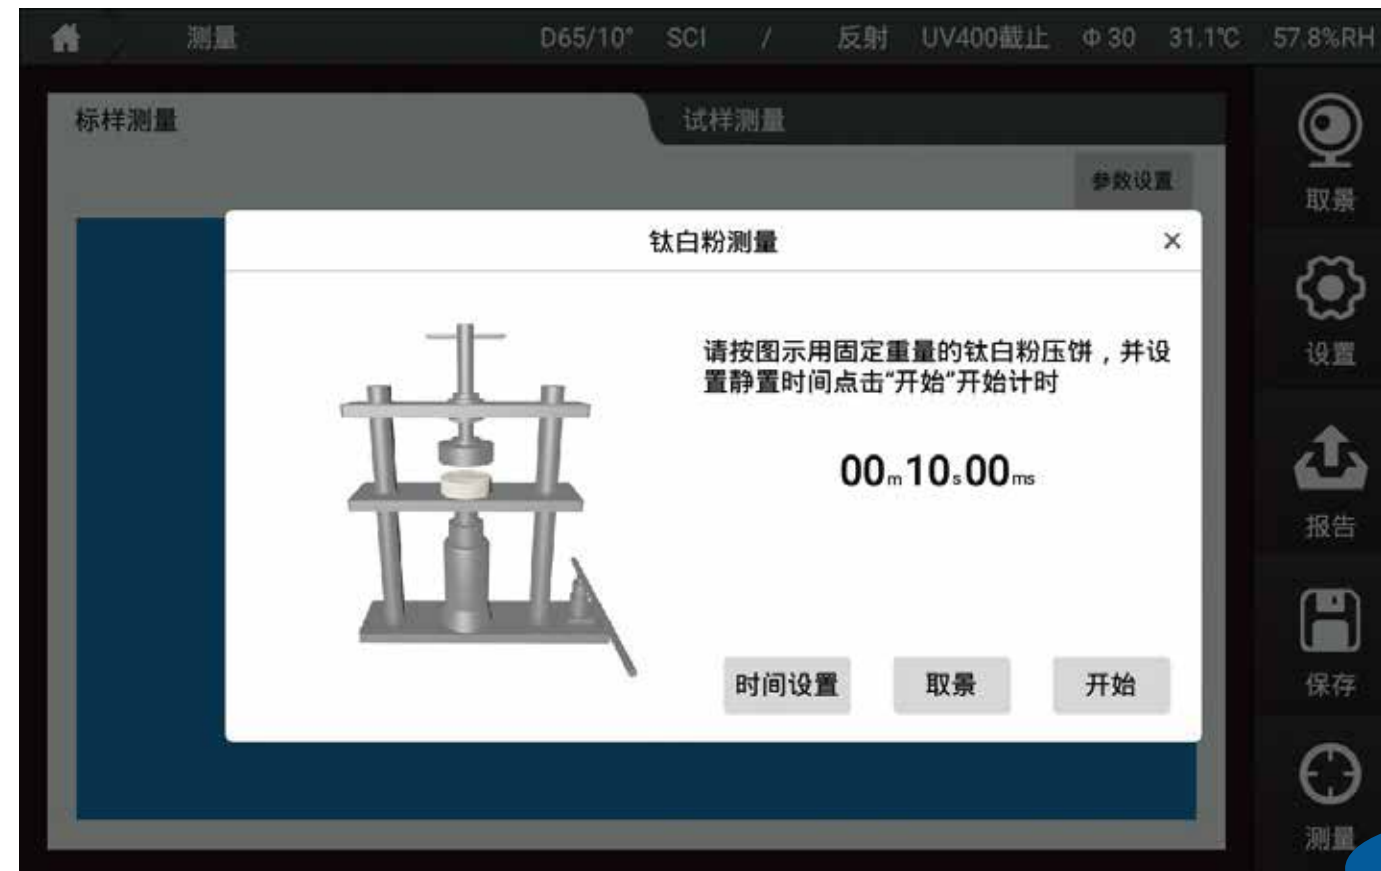 测量 D65/10° SCI / 反射 UV400截止 Φ30 31.1℃ 57.8%RH
标样测量 试样测量
参数设置
取景
钛白粉测量 ×
请按图示用固定重量的钛白粉压饼，并设
置静置时间点击“开始”开始计时
00m10s00ms
时间设置 取景 开始
设置
报告
保存
测量